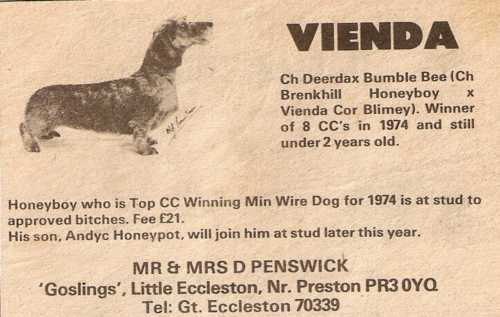 VIENDA
Ch Deerdax Bumble Bee (Ch
Brenkhill Honeyboy x
Vienda Cor Blimey). Winner
of 8 CC's in 1974 and still
under 2 years old.
Honeyboy who is Top CC Winning Min Wire Dog for 1974 is at stud to
approved bitches. Fee £21.
His son, Andyc Honeypot, will join him at stud later this year.
MR & MRS D PENSWICK
'Goslings', Little Eccleston, Nr. Preston PR3 0YQ
Tel: Gt. Eccleston 70339